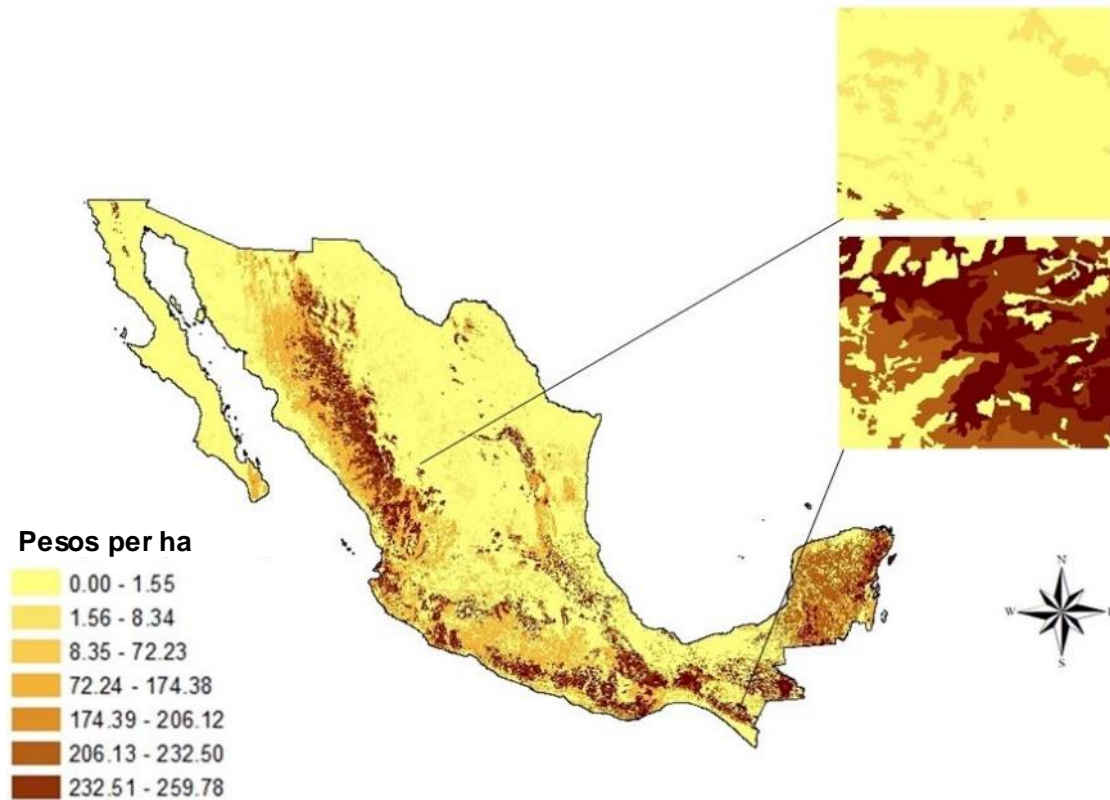 Pesos per ha
0.00 - 1.55
1.56 - 8.34
8.35 - 72.23
72.24 - 174.38
174.39 - 206.12
206.13 - 232.50
232.51 - 259.78
N
W
S